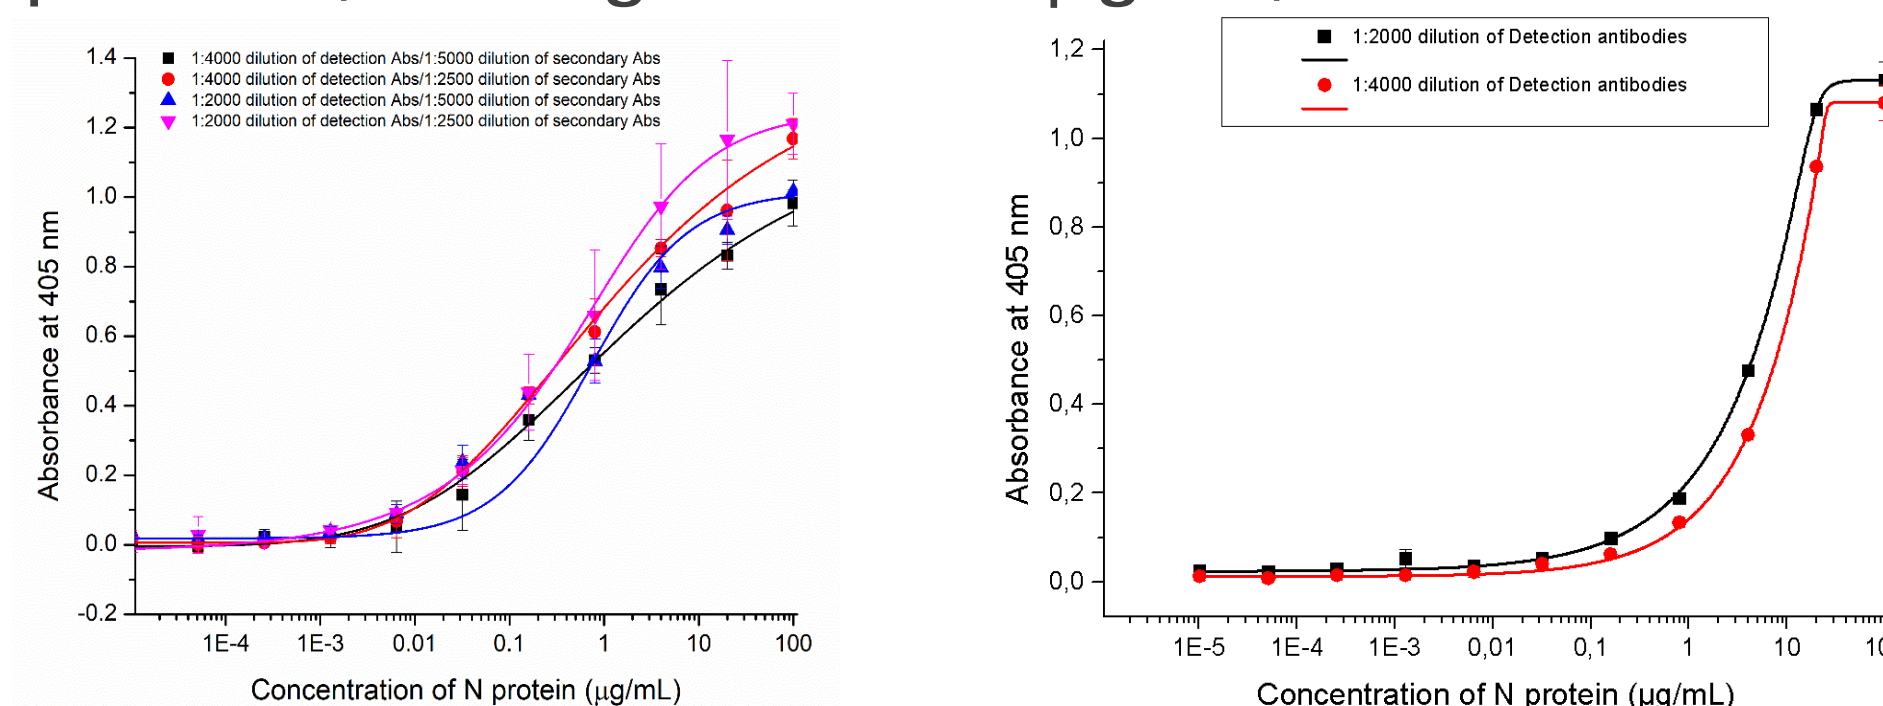 1:4000 dilution of detection Abs/1:5000 dilution of secondary Abs
1:4000 dilution of detection Abs/1:2500 dilution of secondary Abs
1:2000 dilution of detection Abs/1:5000 dilution of secondary Abs
1:2000 dilution of detection Abs/1:2500 dilution of secondary Abs
1.4
1.2
1.0
0.8
0.6
0.4
0.2
0.0
-0.2
Absorbance at 405 nm
1E-4 1E-3 0.01 0.1 1 10 100
Concentration of N protein (μg/mL)
1:2000 dilution of Detection antibodies
1:4000 dilution of Detection antibodies
1,2
1,0
0,8
0,6
0,4
0,2
0,0
Absorbance at 405 nm
1E-5 1E-4 1E-3 0,01 0,1 1 10
Concentration of N protein (μg/mL)